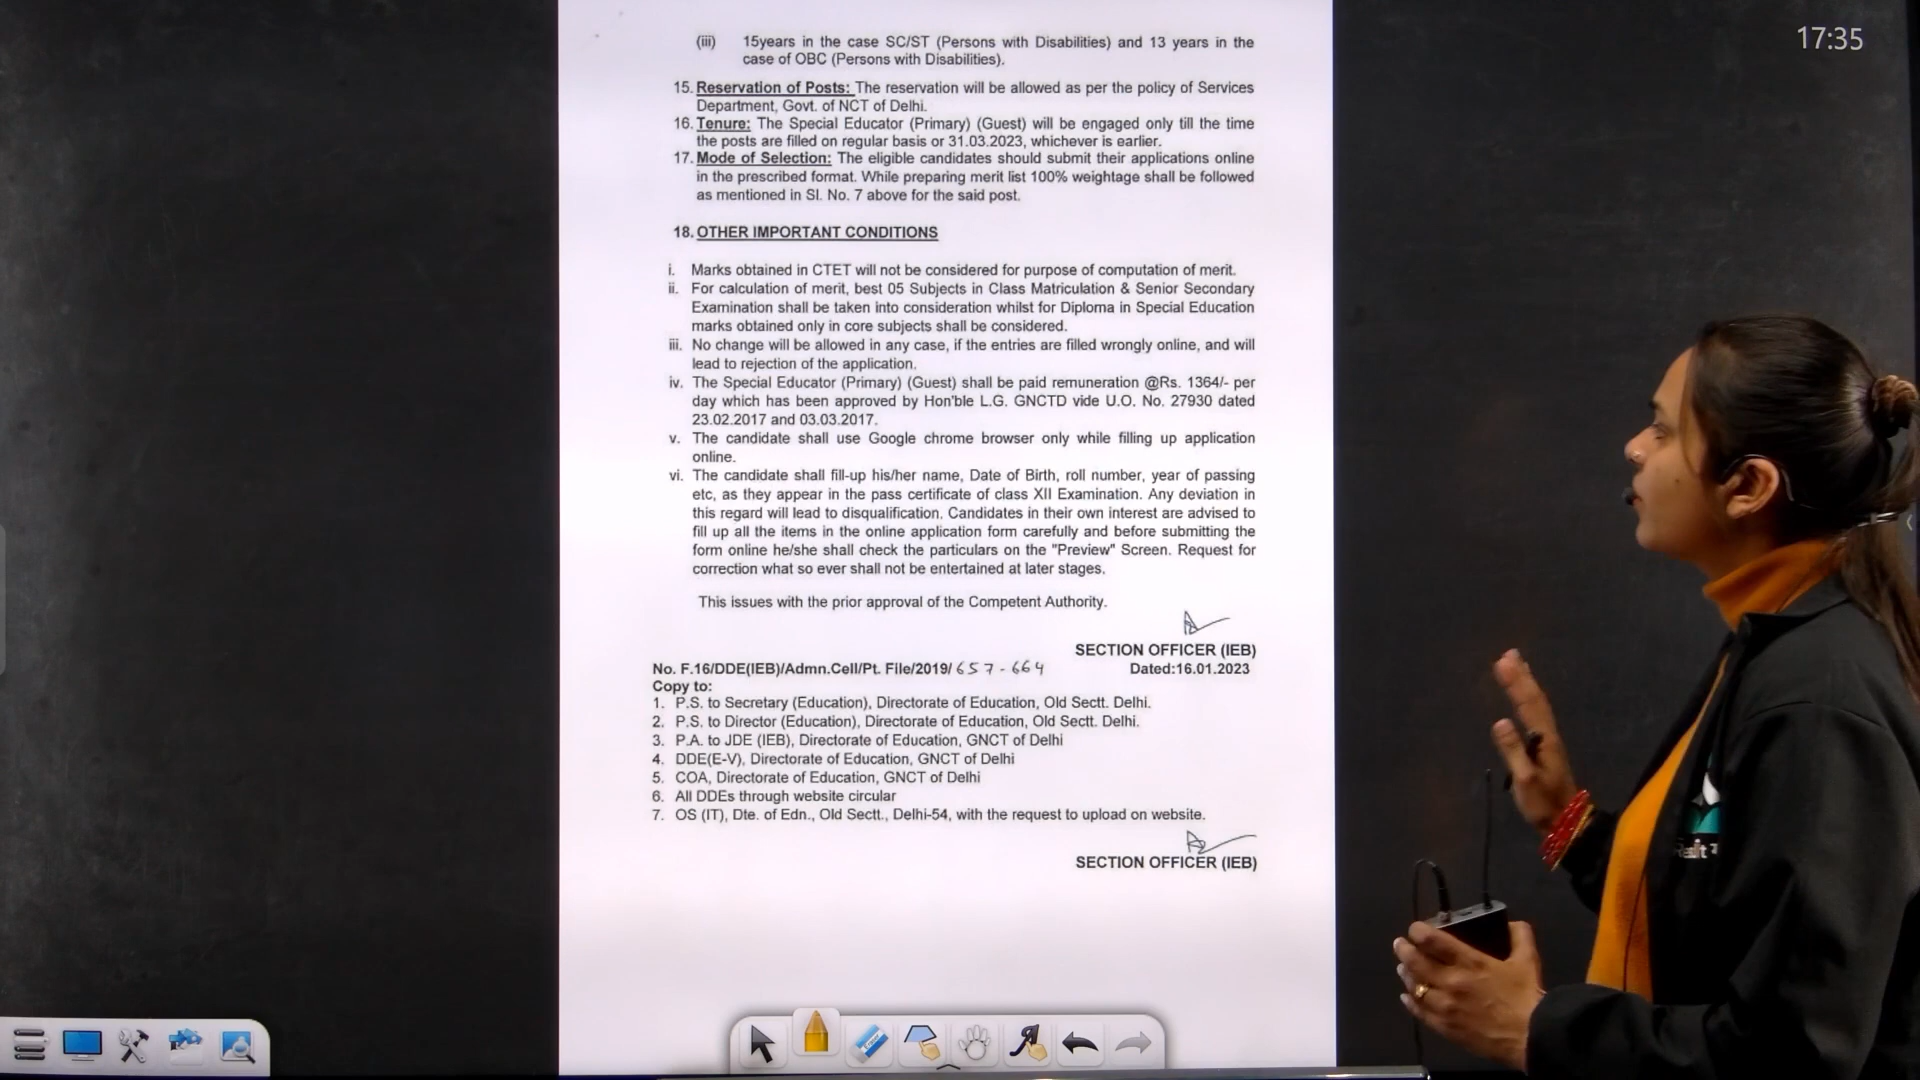 17:35
(iii) 15years in the case SC/ST (Persons with Disabilities) and 13 years in the
case of OBC (Persons with Disabilities).
15. Reservation of Posts: The reservation will be allowed as per the policy of Services
Department, Govt. of NCT of Delhi.
16. Tenure: The Special Educator (Primary) (Guest) will be engaged only till the time
the posts are filled on regular basis or 31.03.2023, whichever is earlier.
17. Mode of Selection: The eligible candidates should submit their applications online
in the prescribed format. While preparing merit list 100% weightage shall be followed
as mentioned in Sl. No. 7 above for the said post.
18. OTHER IMPORTANT CONDITIONS
i. Marks obtained in CTET will not be considered for purpose of computation of merit.
ii. For calculation of merit, best 05 Subjects in Class Matriculation & Senior Secondary
Examination shall be taken into consideration whilst for Diploma in Special Education
marks obtained only in core subjects shall be considered.
iii. No change will be allowed in any case, if the entries are filled wrongly online, and will
lead to rejection of the application.
iv. The Special Educator (Primary) (Guest) shall be paid remuneration @Rs. 1364/- per
day which has been approved by Hon'ble L.G. GNCTD vide U.O. No. 27930 dated
23.02.2017 and 03.03.2017.
v. The candidate shall use Google chrome browser only while filling up application
online.
vi. The candidate shall fill-up his/her name, Date of Birth, roll number, year of passing
etc, as they appear in the pass certificate of class XII Examination. Any deviation in
this regard will lead to disqualification. Candidates in their own interest are advised to
fill up all the items in the online application form carefully and before submitting the
form online he/she shall check the particulars on the "Preview" Screen. Request for
correction what so ever shall not be entertained at later stages.
This issues with the prior approval of the Competent Authority.
SECTION OFFICER (IEB)
No. F.16/DDE(IEB)/Admn.Cell/Pt. File/2019/ 657-664 Dated:16.01.2023
Copy to:
1. P.S. to Secretary (Education), Directorate of Education, Old Sectt. Delhi.
2. P.S. to Director (Education), Directorate of Education, Old Sectt. Delhi.
3. P.A. to JDE (IEB), Directorate of Education, GNCT of Delhi
4. DDE(E-V), Directorate of Education, GNCT of Delhi
5. COA, Directorate of Education, GNCT of Delhi
6. All DDEs through website circular
7. OS (IT), Dte. of Edn., Old Sectt., Delhi-54, with the request to upload on website.
SECTION OFFICER (IEB)